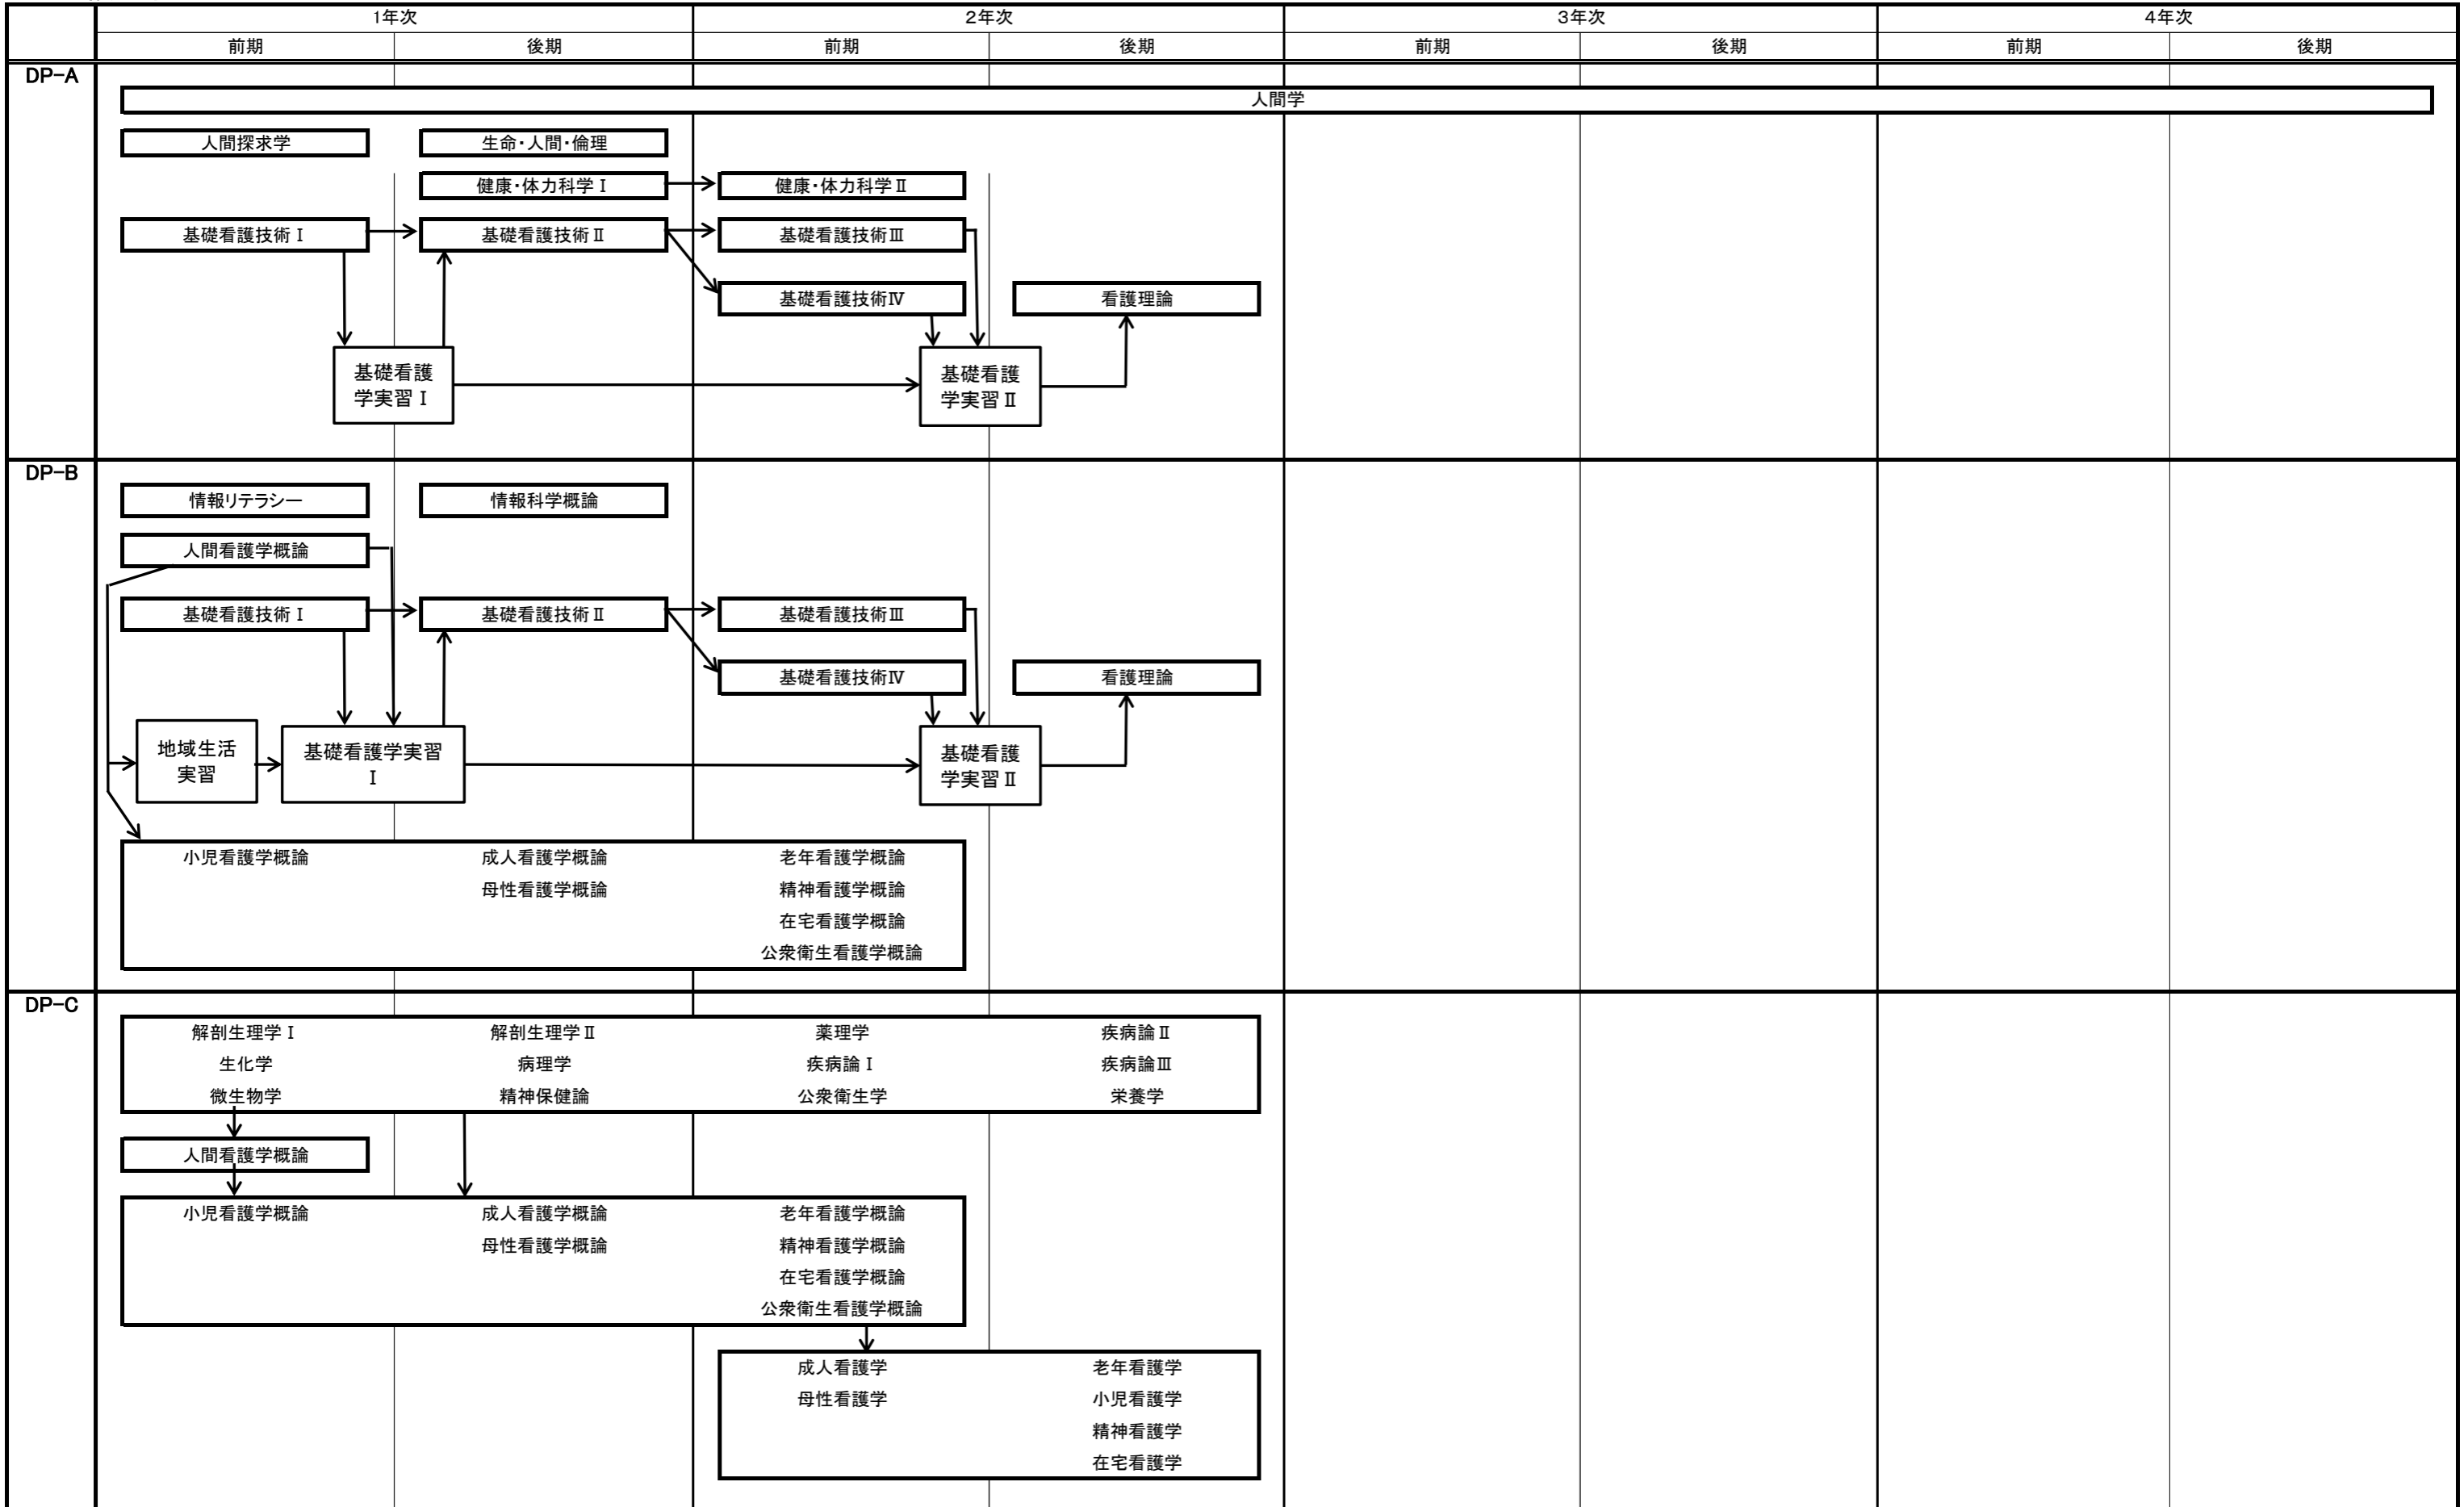 1年次 2年次 3年次 4年次
前期 後期 前期 後期 前期 後期 前期 後期
DP-A
人間学
人間探求学 生命・人間・倫理
健康・体力科学Ⅰ 健康・体力科学Ⅱ
基礎看護技術Ⅰ 基礎看護技術Ⅱ 基礎看護技術Ⅲ
基礎看護技術Ⅳ 看護理論
基礎看護 基礎看護
学実習Ⅰ 学実習Ⅱ
DP-B
情報リテラシー 情報科学概論
人間看護学概論
基礎看護技術Ⅰ 基礎看護技術Ⅱ 基礎看護技術Ⅲ
基礎看護技術Ⅳ 看護理論
地域生活 基礎看護学実習 基礎看護
実習 Ⅰ 学実習Ⅱ
小児看護学概論 成人看護学概論 老年看護学概論
母性看護学概論 精神看護学概論
在宅看護学概論
公衆衛生看護学概論
DP-C
解剖生理学Ⅰ 解剖生理学Ⅱ 薬理学 疾病論Ⅱ
生化学 病理学 疾病論Ⅰ 疾病論Ⅲ
微生物学 精神保健論 公衆衛生学 栄養学
人間看護学概論
小児看護学概論 成人看護学概論 老年看護学概論
母性看護学概論 精神看護学概論
在宅看護学概論
公衆衛生看護学概論
成人看護学 老年看護学
母性看護学 小児看護学
精神看護学
在宅看護学